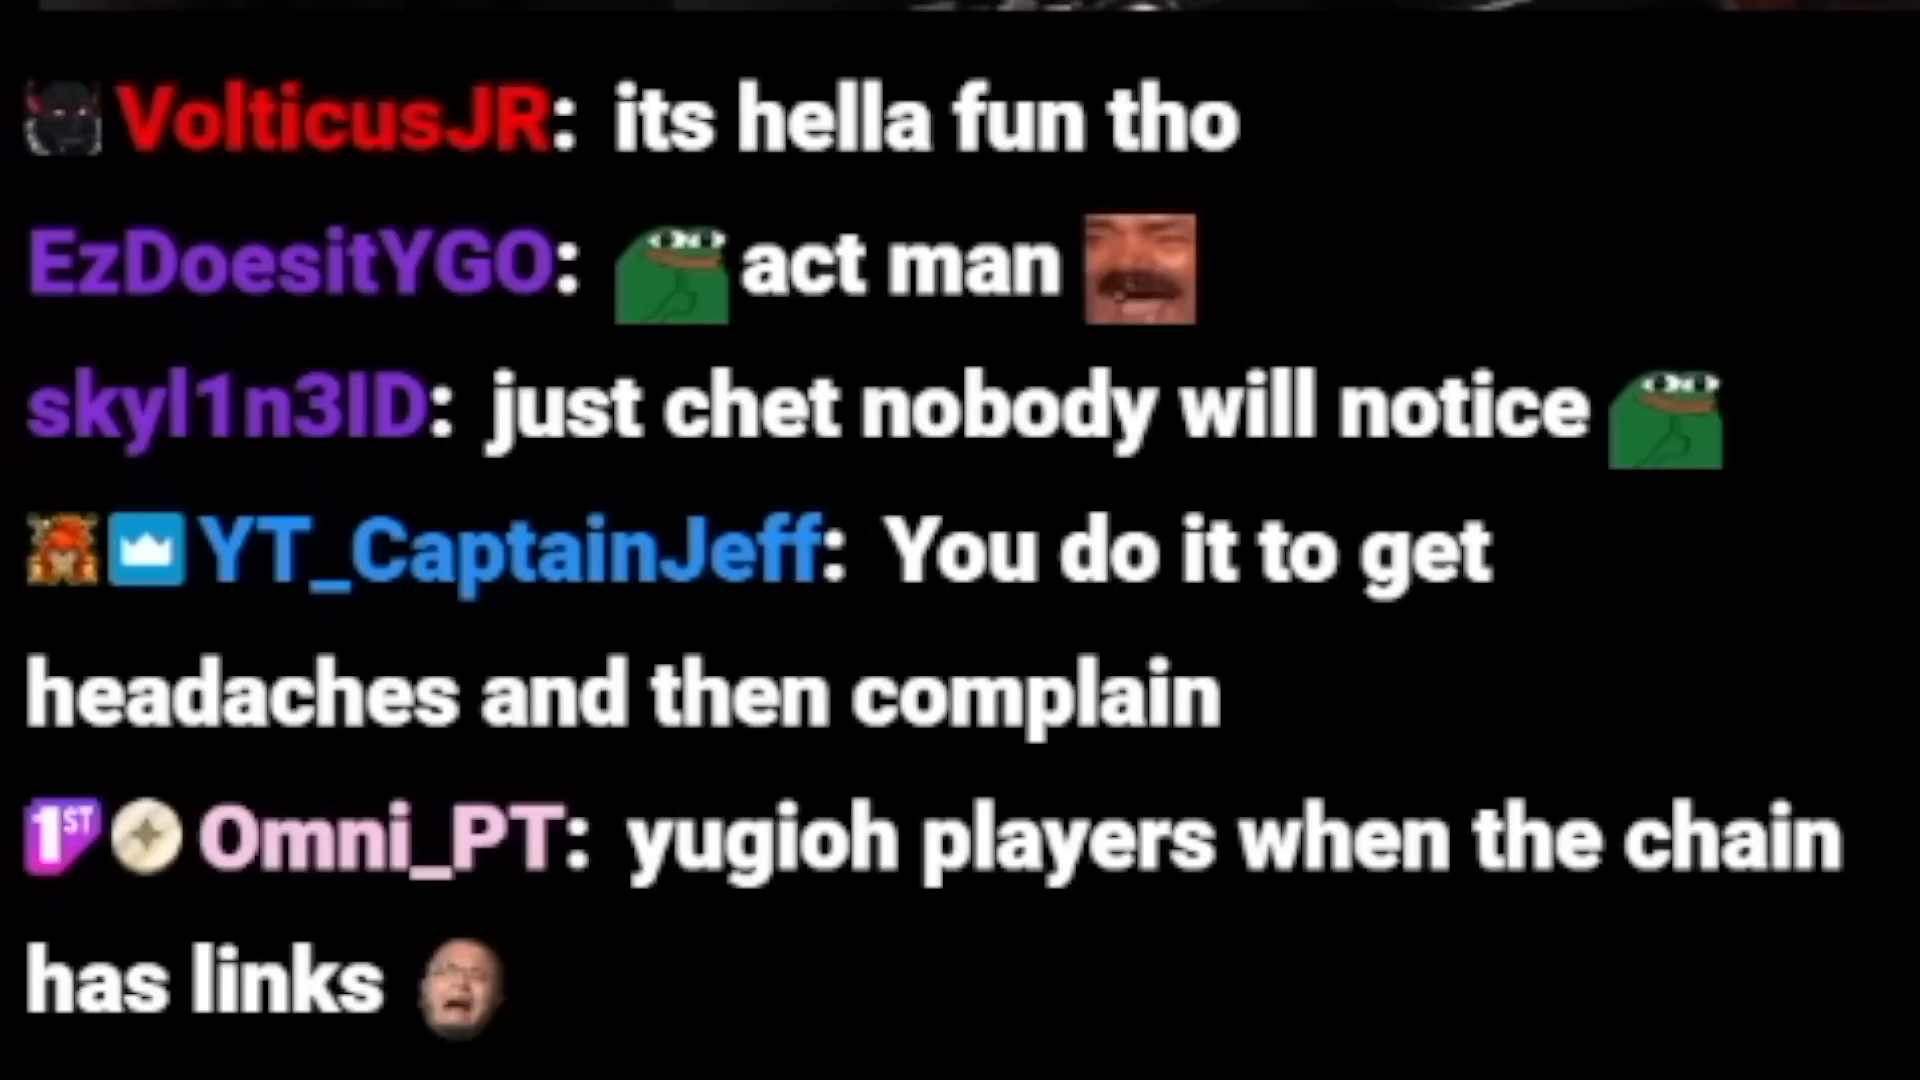 VolticusJR: its hella fun tho
EzDoesitYGO: act man
skyl1n3ID: just chet nobody will notice
YT_CaptainJeff: You do it to get
headaches and then complain
1ST Omni_PT: yugioh players when the chain
has links